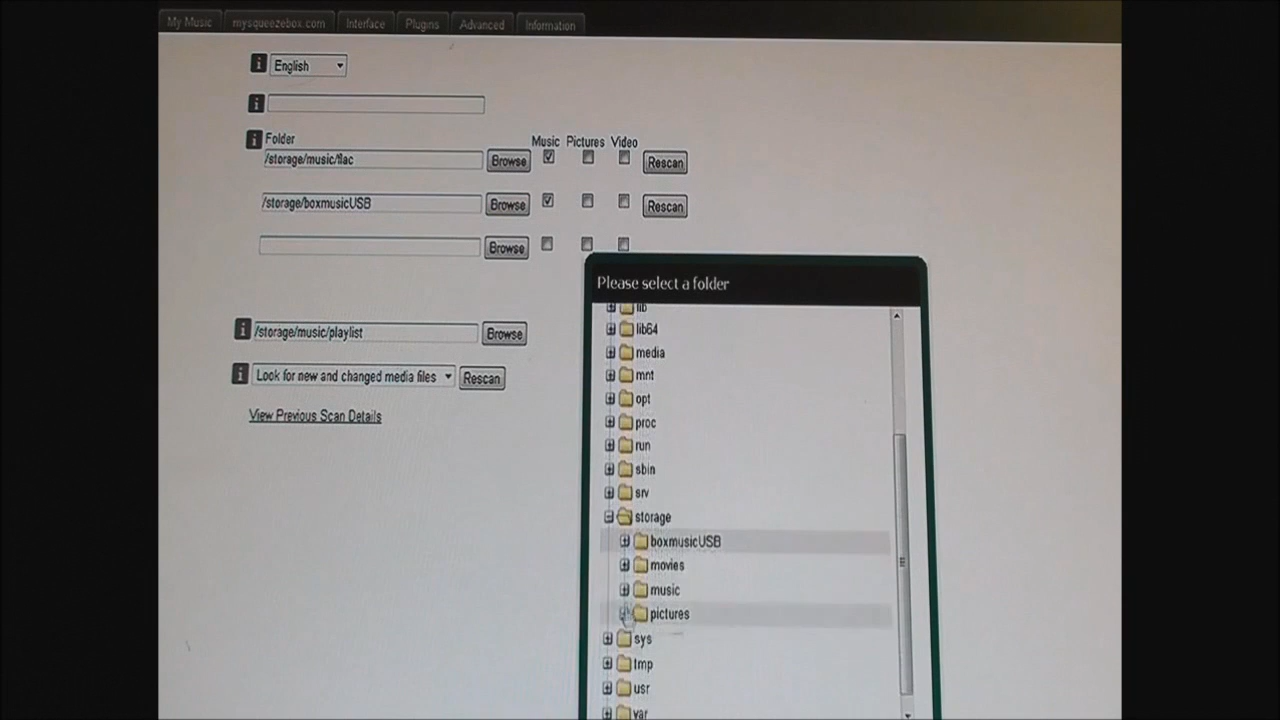 My Music mysqueezebox.com Interface Plugins Advanced Information
English
Folder Music Pictures Video
/storage/music/flac Browse Rescan
/storage/boxmusicUSB Browse Rescan
Browse
/storage/music/playlist Browse
Look for new and changed media files Rescan
View Previous Scan Details
Please select a folder
lib
lib64
media
mnt
opt
proc
run
sbin
srv
storage
boxmusicUSB
movies
music
pictures
sys
tmp
usr
var